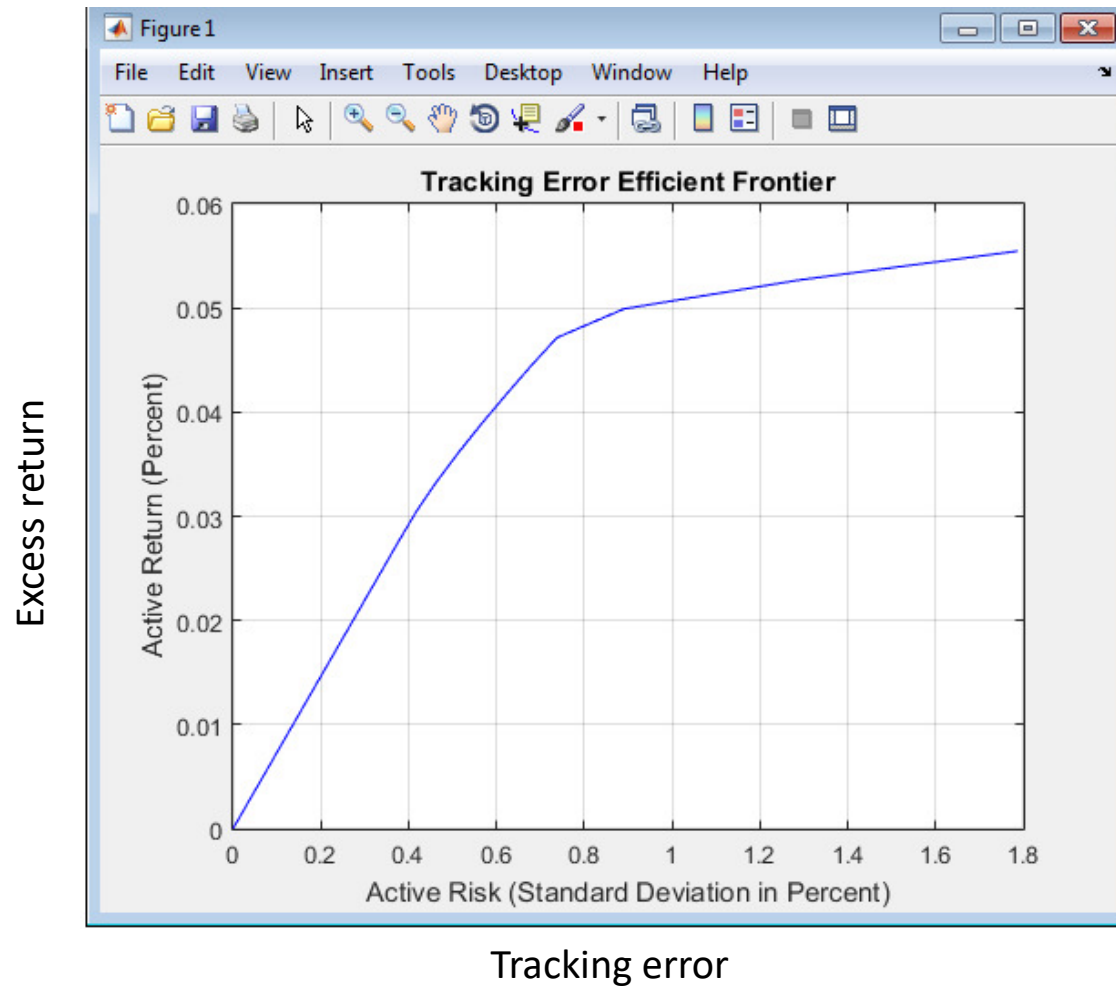 Figure 1
File Edit View Insert Tools Desktop Window Help
Tracking Error Efficient Frontier
0.06
0.05
0.04
0.03
0.02
0.01
0
Excess return
Active Return (Percent)
0 0.2 0.4 0.6 0.8 1 1.2 1.4 1.6 1.8
Active Risk (Standard Deviation in Percent)
Tracking error